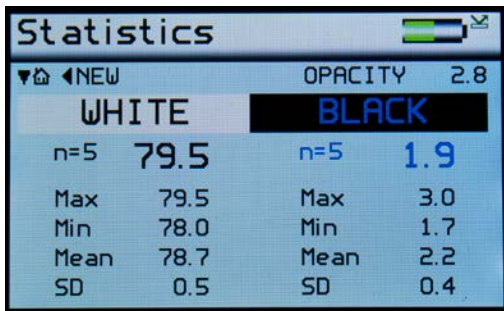 Statistics
▼⌂ ◀NEW OPACITY 2.8
WHITE BLACK
n=5 79.5 n=5 1.9
Max 79.5 Max 3.0
Min 78.0 Min 1.7
Mean 78.7 Mean 2.2
SD 0.5 SD 0.4